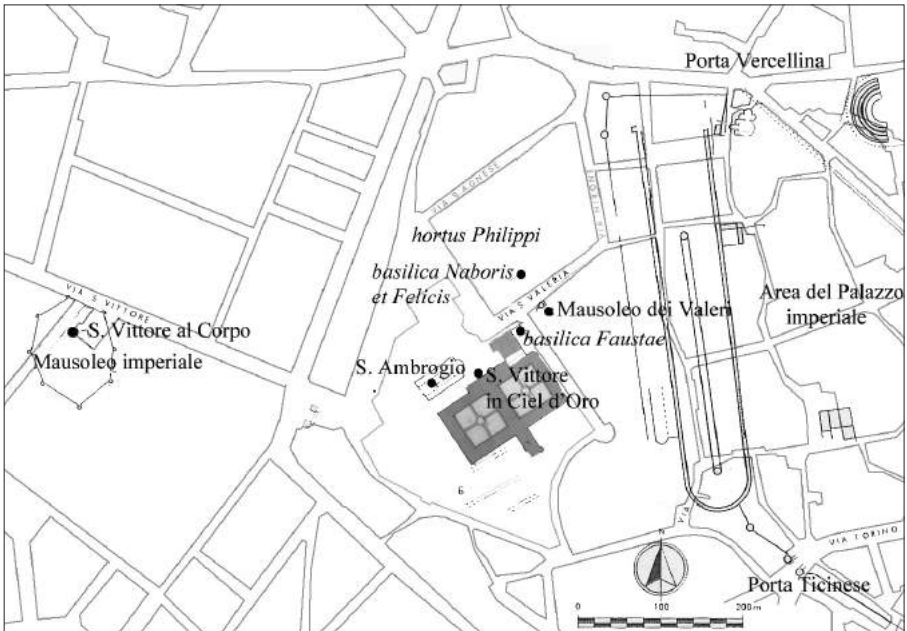 Porta Vercellina
VIA S AGNESE
hortus Philippi
basilica Naboris
et Felicis
VIA S VALERIA
VIA S VITTORE
Mausoleo dei Valeri
Area del Palazzo
imperiale
S. Vittore al Corpo
Mausoleo imperiale
basilica Faustae
S. Ambrogio
S. Vittore
in Ciel d'Oro
6
VIA
N
VIA TORINO
Porta Ticinese
0 100 200 m